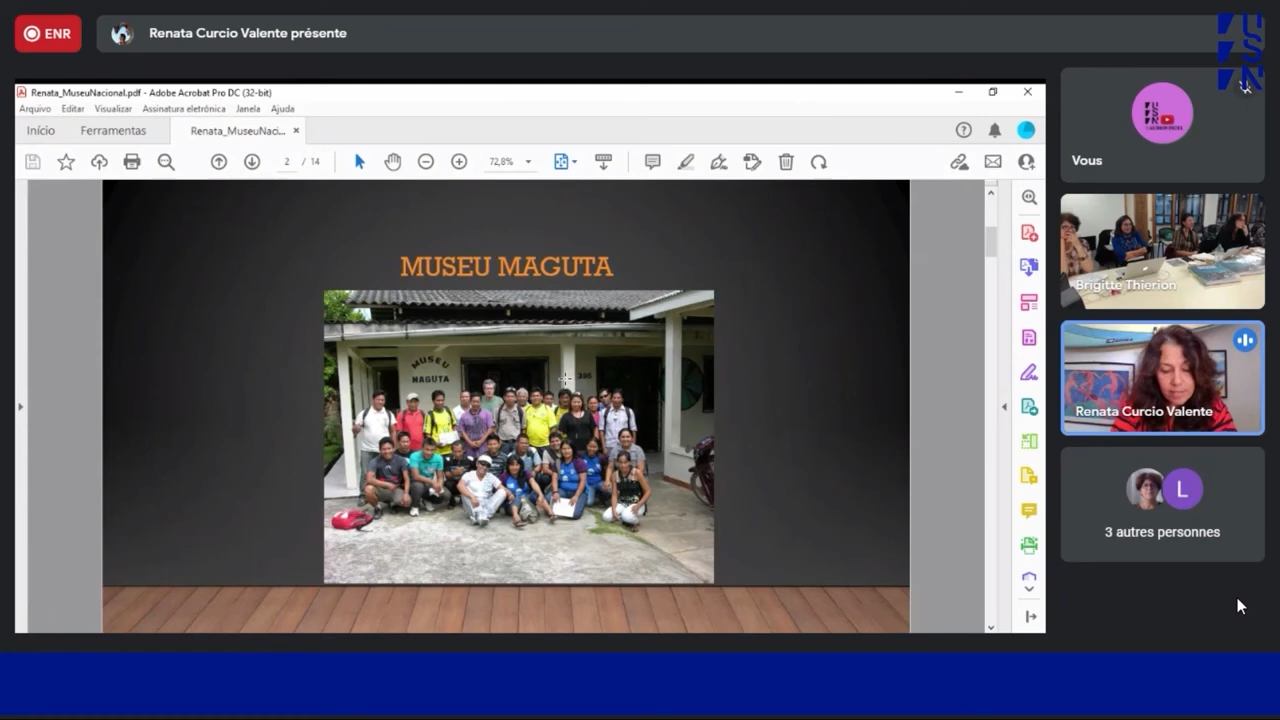 ENR
Renata Curcio Valente présente
USN
Renata_MuseuNacional.pdf - Adobe Acrobat Pro DC (32-bit)
Arquivo Editar Visualizar Assinatura eletrônica Janela Ajuda
Início Ferramentas Renata_MuseuNaci...
2 / 14 72,8%
MUSEU MAGUTA
MUSEU
MAGUTA
Vous
Brigitte Thierion
Renata Curcio Valente
L
3 autres personnes